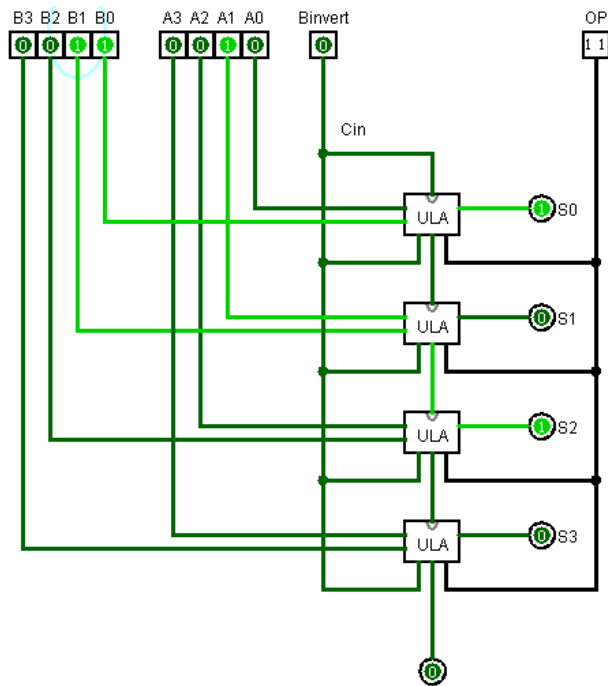 B3 B2 B1 B0 A3 A2 A1 A0 Binvert OP
0 0 1 1 0 0 1 0 0 1 1
Cin
ULA 1 S0
ULA 0 S1
ULA 1 S2
ULA 0 S3
0